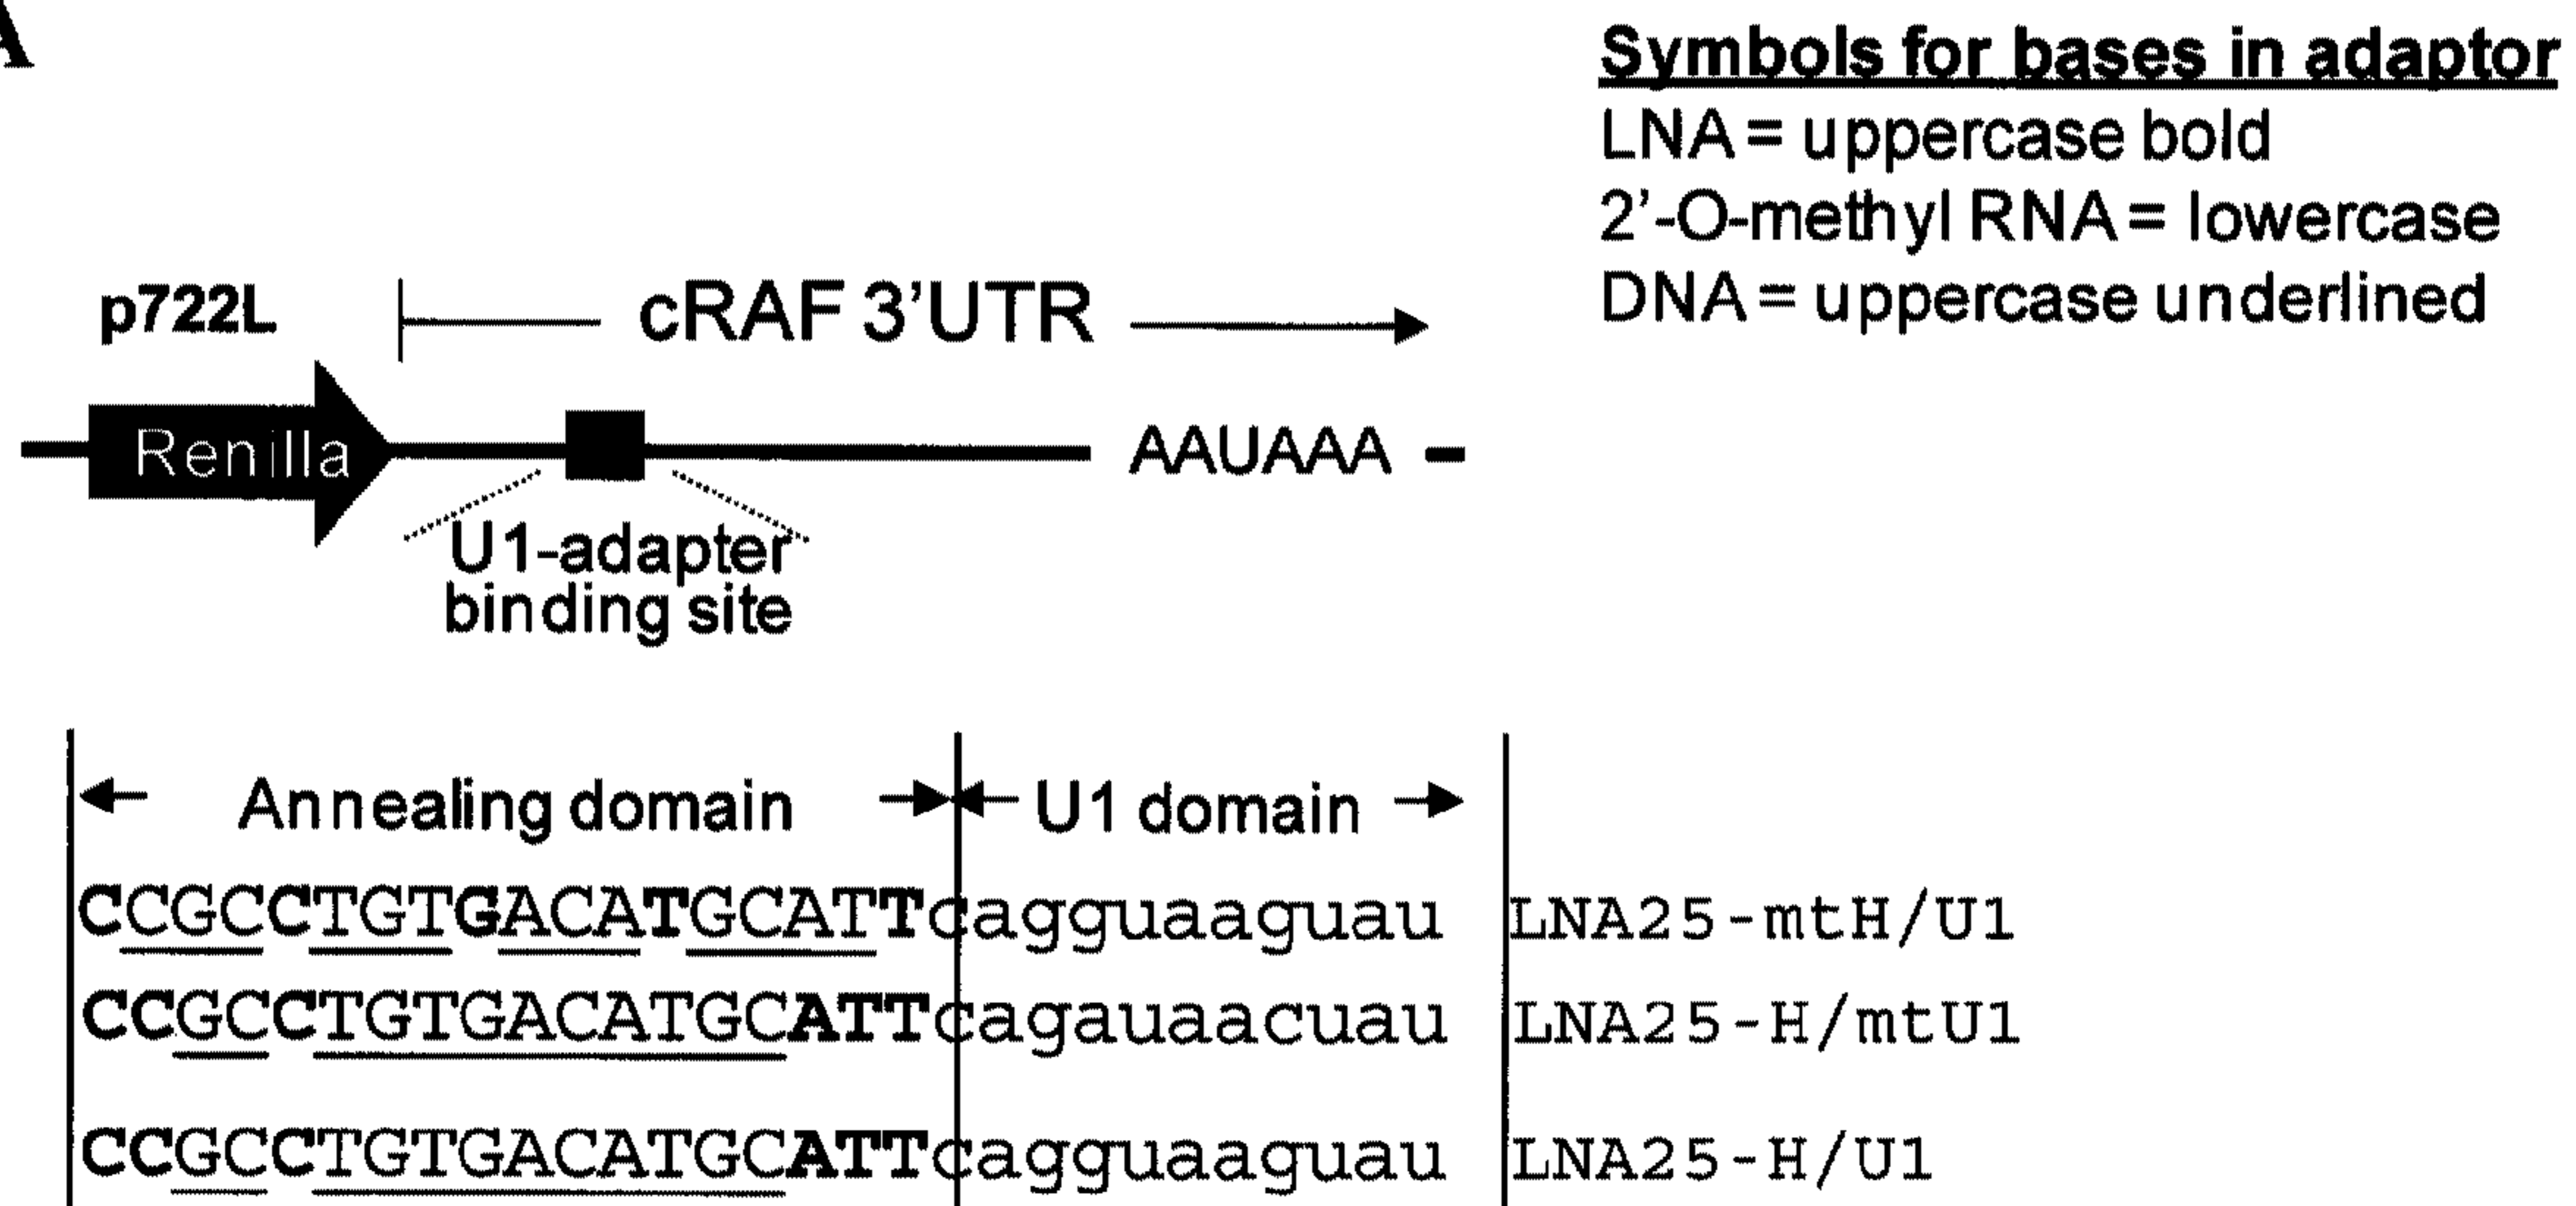 A
Symbols for bases in adaptor
LNA = uppercase bold
2’-O-methyl RNA = lowercase
DNA = uppercase underlined
p722L
cRAF 3’UTR
Renilla
AAUAAA
U1-adapter
binding site
Annealing domain
U1 domain
CCGCCTGTGACATGCATTcagguaaguau LNA25-mtH/U1
CCGCCTGTGACATGCATTcagauaacuau LNA25-H/mtU1
CCGCCTGTGACATGCATTcagguaaguau LNA25-H/U1